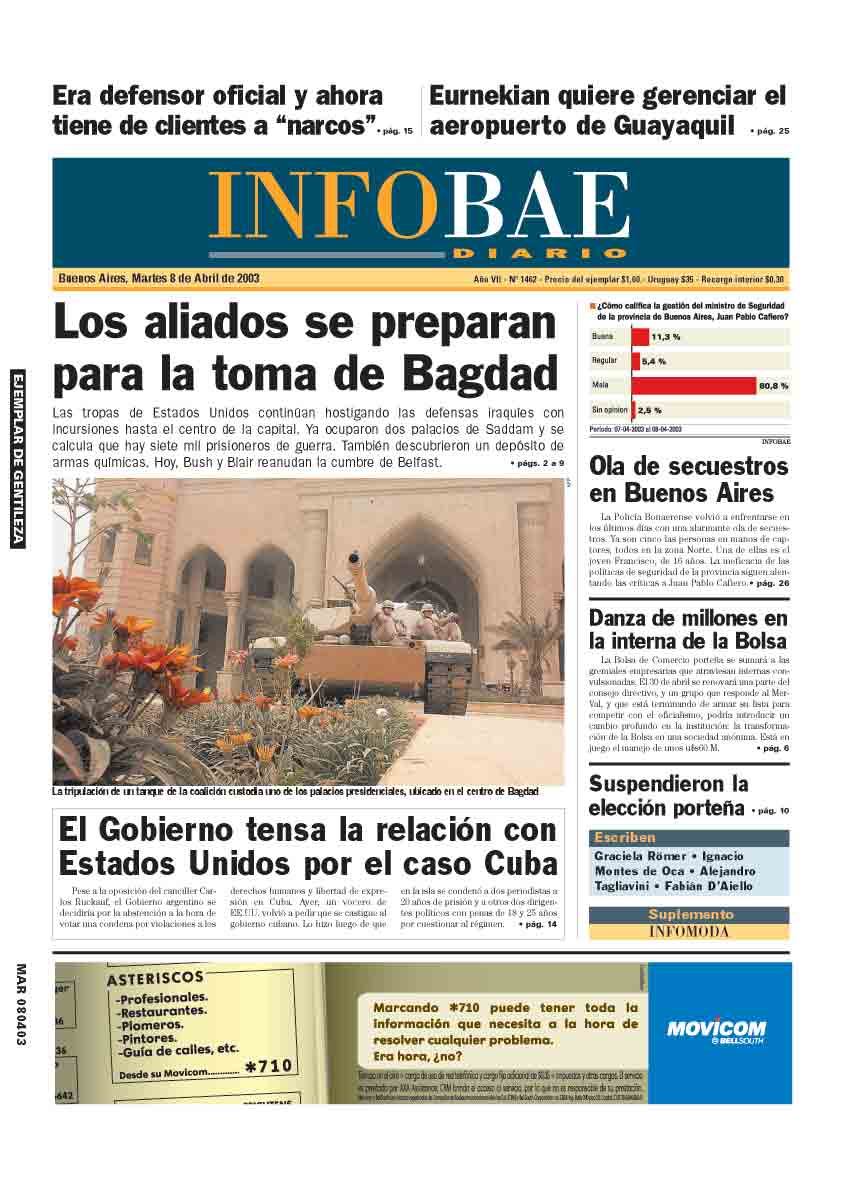 Era defensor oficial y ahora
tiene de clientes a “narcos” • pág. 15
Eurnekian quiere gerenciar el
aeropuerto de Guayaquil • pág. 25
INFOBAE
DIARIO
Buenos Aires, Martes 8 de Abril de 2003
Año VII - N° 1462 - Precio del ejemplar $1,60.- Uruguay $35 - Recargo interior $0,30
Los aliados se preparan
para la toma de Bagdad
Las tropas de Estados Unidos continúan hostigando las defensas iraquíes con
incursiones hasta el centro de la capital. Ya ocuparon dos palacios de Saddam y se
calcula que hay siete mil prisioneros de guerra. También descubrieron un depósito de
armas químicas. Hoy, Bush y Blair reanudan la cumbre de Belfast. • págs. 2 a 9
La tripulación de un tanque de la coalición custodia uno de los palacios presidenciales, ubicado en el centro de Bagdad
El Gobierno tensa la relación con
Estados Unidos por el caso Cuba
Pese a la oposición del canciller Car-
los Ruckauf, el Gobierno argentino se
decidiría por la abstención a la hora de
votar una condena por violaciones a los
derechos humanos y libertad de expre-
sión en Cuba. Ayer, un vocero de
EE.UU. volvió a pedir que se castigue al
gobierno cubano. Lo hizo luego de que
en la isla se condenó a dos periodistas a
20 años de prisión y a otros dos dirigen-
tes políticos con penas de 18 y 25 años
por cuestionar al régimen. • pág. 14
¿Cómo califica la gestión del ministro de Seguridad
de la provincia de Buenos Aires, Juan Pablo Cafiero?
Buena 11,3 %
Regular 5,4 %
Mala 80,8 %
Sin opinion 2,5 %
Período: 07-04-2003 al 08-04-2003
INFOBAE
Ola de secuestros
en Buenos Aires
La Policía Bonaerense volvió a enfrentarse en
los últimos días con una alarmante ola de secues-
tros. Ya son cinco las personas en manos de cap-
tores, todos en la zona Norte. Una de ellas es el
joven Francisco, de 16 años. La ineficacia de las
políticas de seguridad de la provincia siguen alen-
tando las críticas a Juan Pablo Cafiero. • pág. 26
Danza de millones en
la interna de la Bolsa
La Bolsa de Comercio porteña se sumará a las
gremiales empresarias que atraviesan internas con-
vulsionadas. El 30 de abril se renovará una parte del
consejo directivo, y un grupo que responde al Mer-
Val, y que está terminando de armar su lista para
competir con el oficialismo, podría introducir un
cambio profundo en la institución: la transforma-
ción de la Bolsa en una sociedad anónima. Está en
juego el manejo de unos u$s60 M. • pág. 6
Suspendieron la
elección porteña • pág. 10
Escriben
Graciela Römer • Ignacio
Montes de Oca • Alejandro
Tagliavini • Fabián D’Aiello
Suplemento
INFOMODA
EJEMPLAR DE GENTILEZA
MAR 080403
ASTERISCOS
-Profesionales.
-Restaurantes.
-Plomeros.
-Pintores.
-Guía de calles, etc.
Desde su Movicom............ *710
Marcando *710 puede tener toda la
información que necesita a la hora de
resolver cualquier problema.
Era hora, ¿no?
MOVICOM
BELLSOUTH